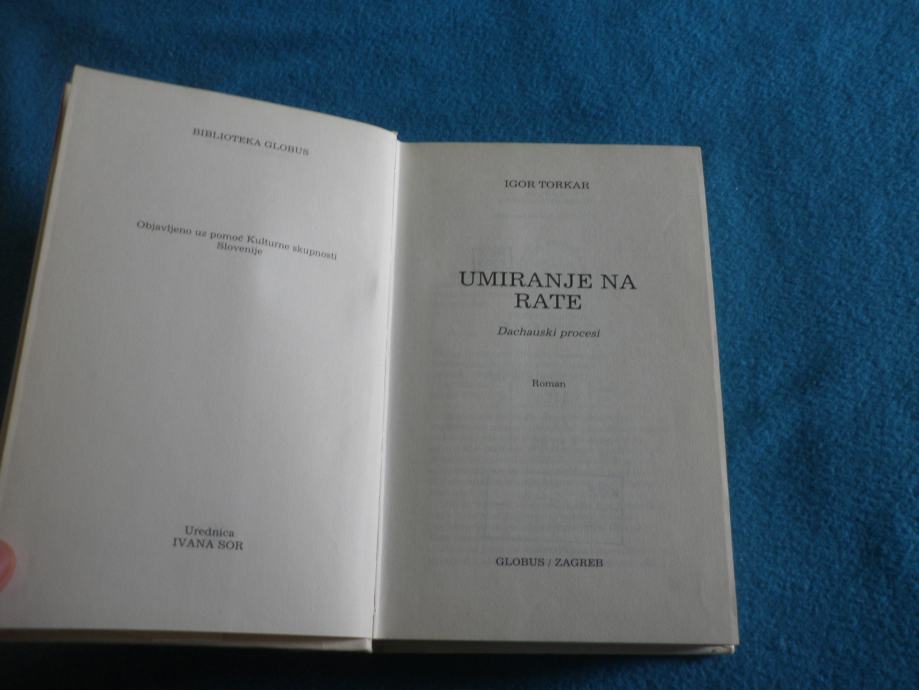 BIBLIOTEKA GLOBUS
Objavljeno uz pomoć Kulturne skupnosti
Slovenije
Urednica
IVANA SOR
IGOR TORKAR
UMIRANJE NA
RATE
Dachauski procesi
Roman
GLOBUS / ZAGREB